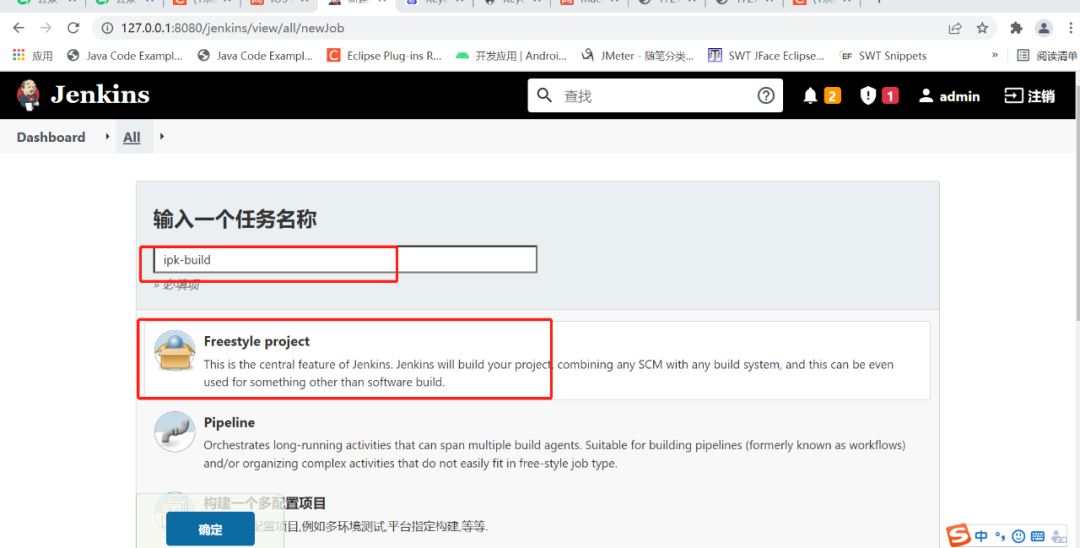 127.0.0.1:8080/jenkins/view/all/newJob
应用
Java Code Exampl...
Java Code Exampl...
Eclipse Plug-ins R...
开发应用 | Androi...
JMeter - 随笔分类...
SWT JFace Eclipse...
EF SWT Snippets
»
阅读清单
Jenkins
查找
2
1
admin
注销
Dashboard
All
输入一个任务名称
ipk-build
» 必填项
Freestyle project
This is the central feature of Jenkins. Jenkins will build your project, combining any SCM with any build system, and this can be even
used for something other than software build.
Pipeline
Orchestrates long-running activities that can span multiple build agents. Suitable for building pipelines (formerly known as workflows)
and/or organizing complex activities that do not easily fit in free-style job type.
构建一个多配置项目
配置项目,例如多环境测试,平台指定构建,等等.
确定
中